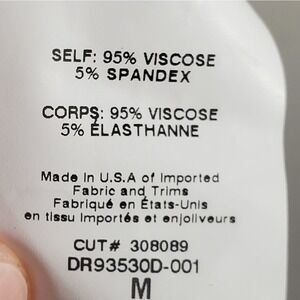 SELF: 95% VISCOSE
5% SPANDEX
CORPS: 95% VISCOSE
5% ÉLASTHANNE
Made in U.S.A of Imported
Fabric and Trims
Fabriqué en États-Unis
en tissu importés et enjoliveurs
CUT# 308089
DR93530D-001
M